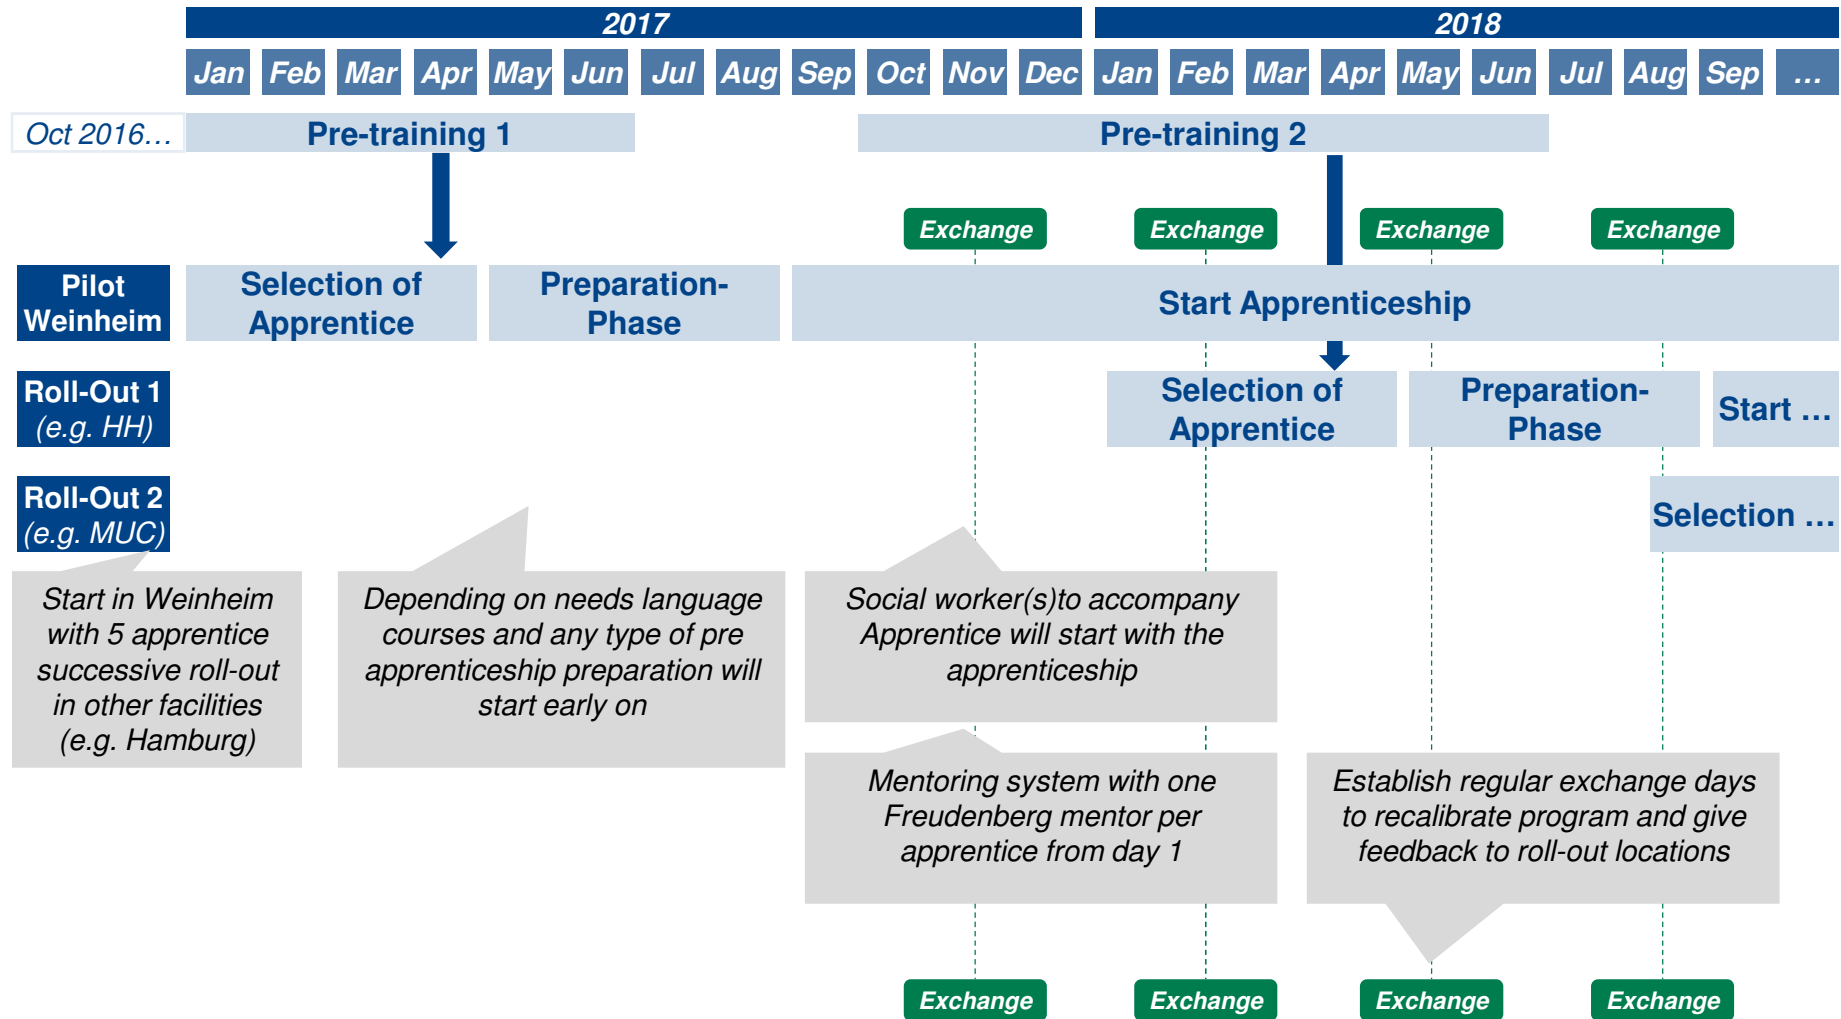 2017
2018
Jan Feb Mar Apr May Jun Jul Aug Sep Oct Nov Dec Jan Feb Mar Apr May Jun Jul Aug Sep …
Oct 2016…
Pre-training 1
Pre-training 2
Exchange
Exchange
Exchange
Exchange
Pilot
Weinheim
Selection of
Apprentice
Preparation-
Phase
Start Apprenticeship
Roll-Out 1
(e.g. HH)
Selection of
Apprentice
Preparation-
Phase
Start …
Roll-Out 2
(e.g. MUC)
Selection …
Start in Weinheim
with 5 apprentice
successive roll-out
in other facilities
(e.g. Hamburg)
Depending on needs language
courses and any type of pre
apprenticeship preparation will
start early on
Social worker(s)to accompany
Apprentice will start with the
apprenticeship
Mentoring system with one
Freudenberg mentor per
apprentice from day 1
Establish regular exchange days
to recalibrate program and give
feedback to roll-out locations
Exchange
Exchange
Exchange
Exchange